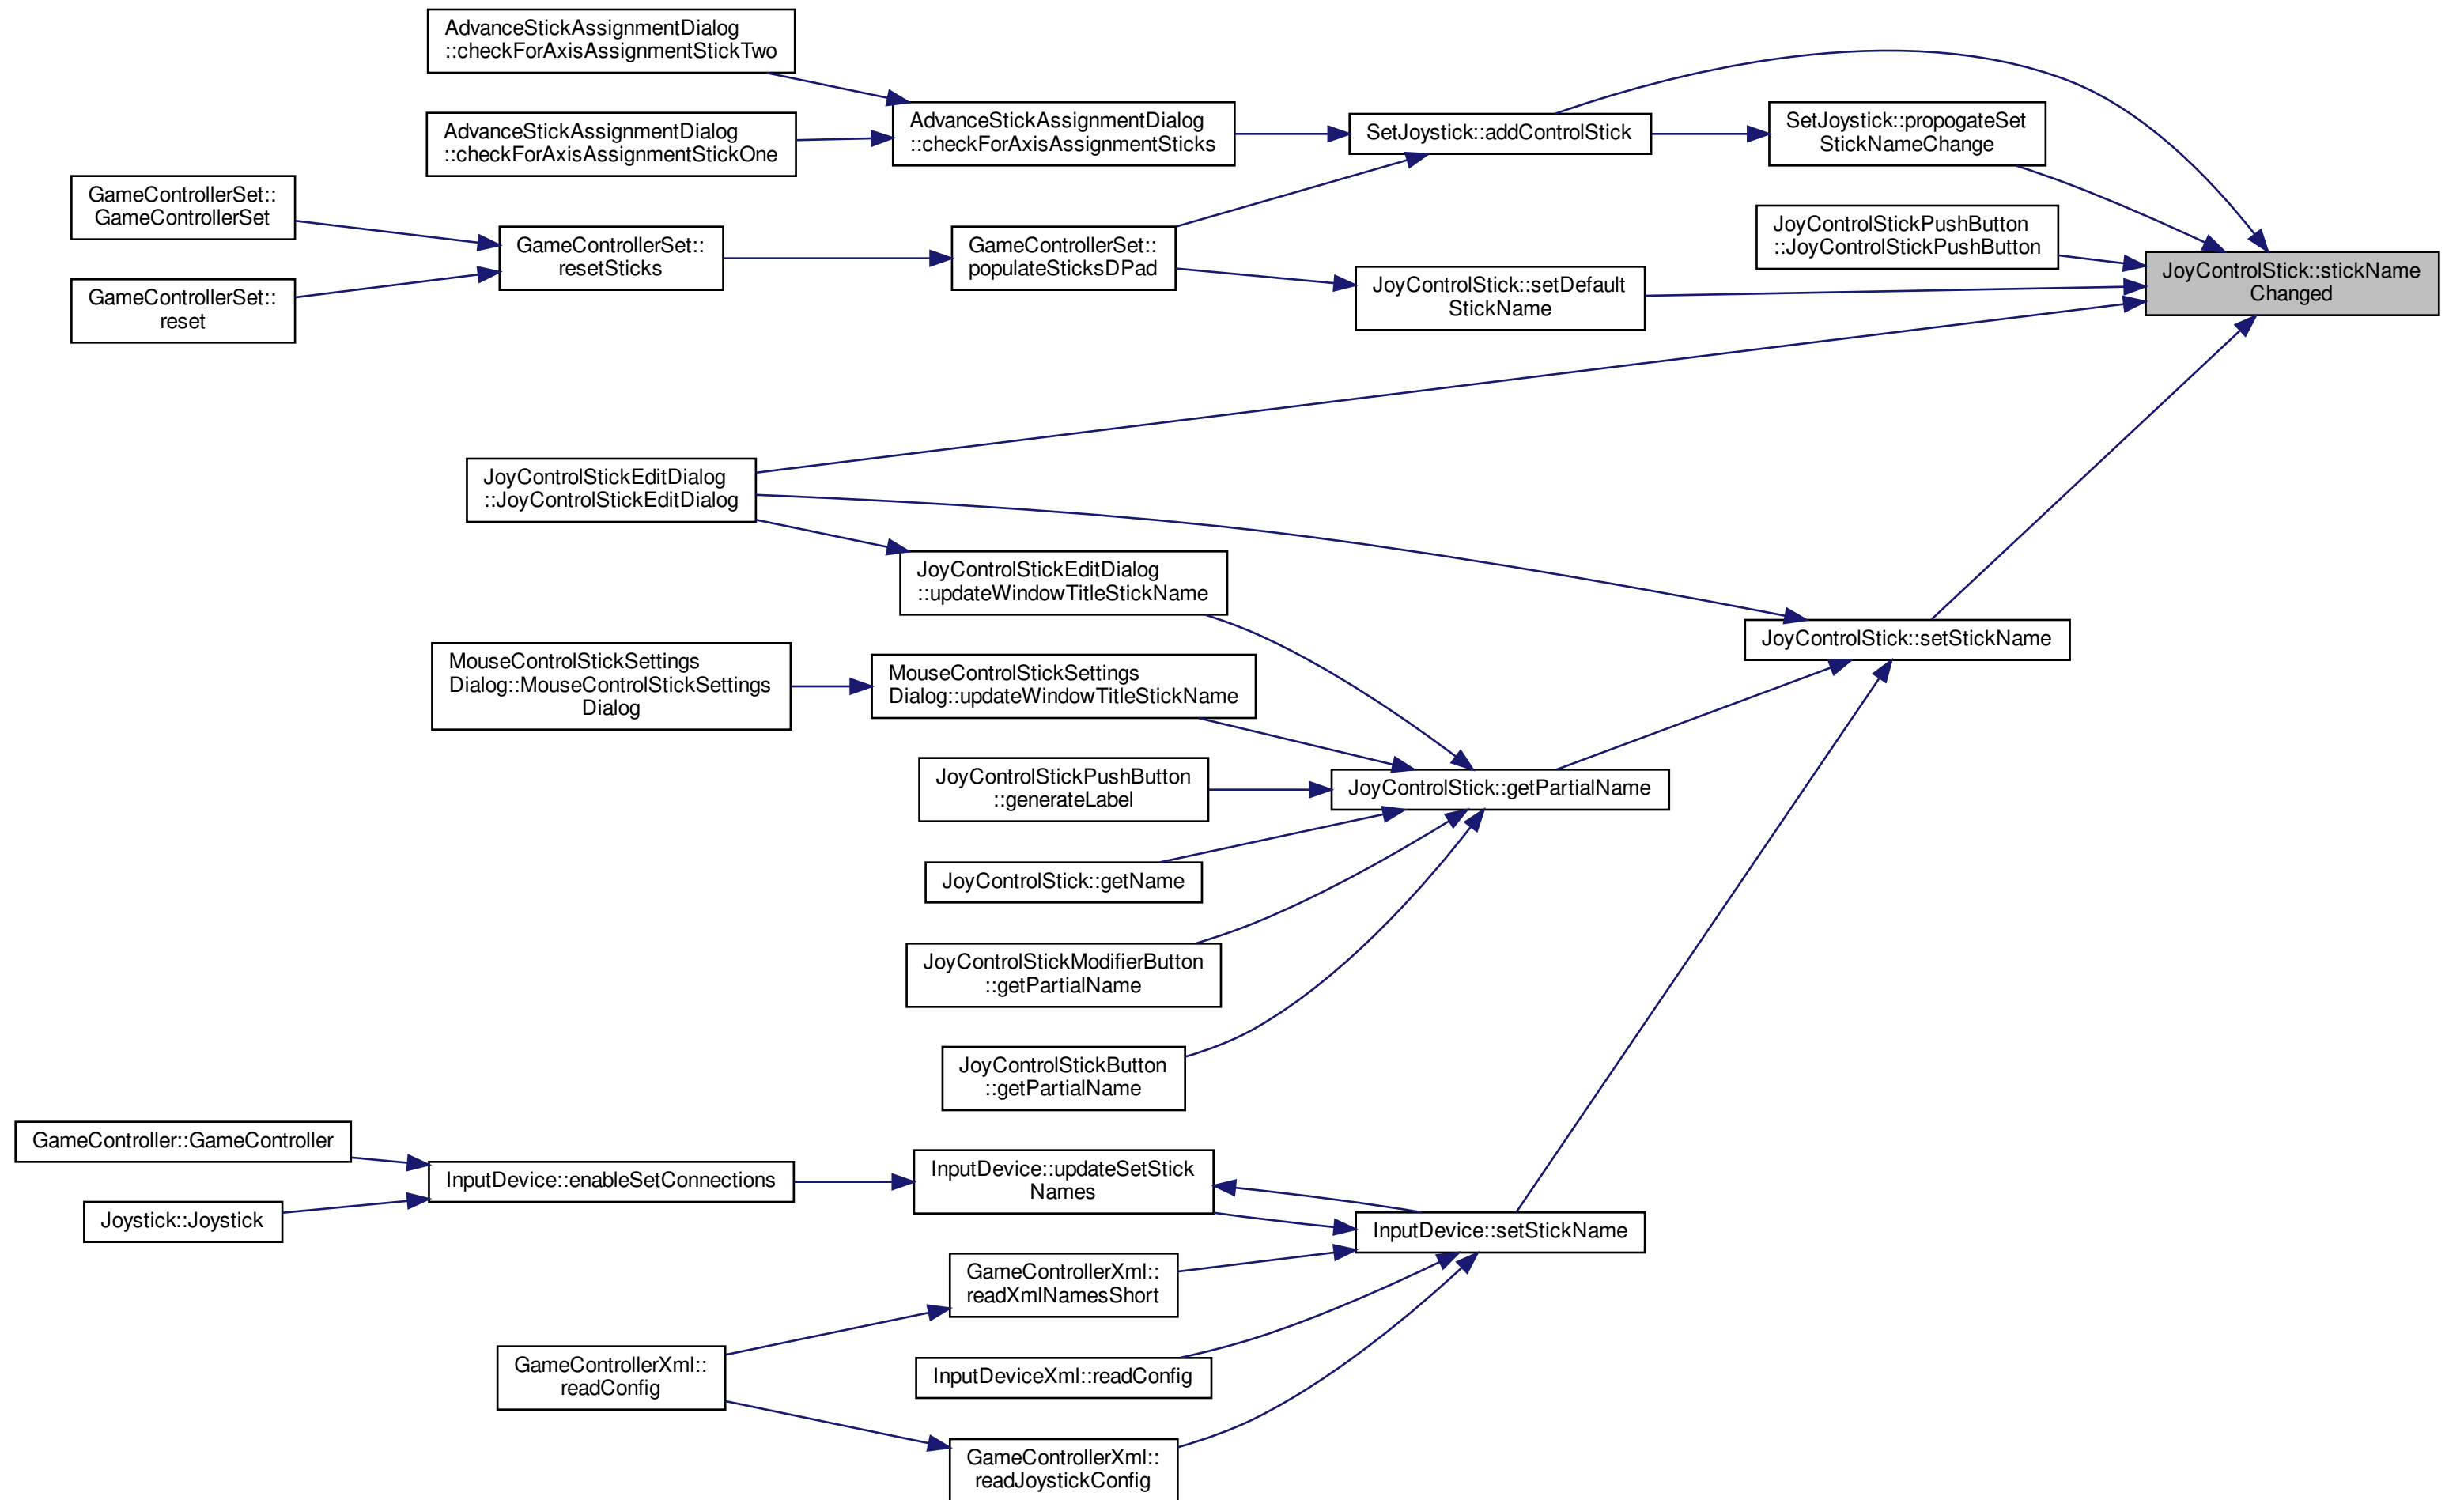 AdvanceStickAssignmentDialog
::checkForAxisAssignmentStickTwo
AdvanceStickAssignmentDialog
::checkForAxisAssignmentStickOne
AdvanceStickAssignmentDialog
::checkForAxisAssignmentSticks
SetJoystick::addControlStick
SetJoystick::propogateSet
StickNameChange
GameControllerSet::
GameControllerSet
GameControllerSet::
reset
GameControllerSet::
resetSticks
GameControllerSet::
populateSticksDPad
JoyControlStick::setDefault
StickName
JoyControlStickPushButton
::JoyControlStickPushButton
JoyControlStick::stickName
Changed
JoyControlStickEditDialog
::JoyControlStickEditDialog
JoyControlStickEditDialog
::updateWindowTitleStickName
JoyControlStick::setStickName
MouseControlStickSettings
Dialog::MouseControlStickSettings
Dialog
MouseControlStickSettings
Dialog::updateWindowTitleStickName
JoyControlStickPushButton
::generateLabel
JoyControlStick::getPartialName
JoyControlStick::getName
JoyControlStickModifierButton
::getPartialName
JoyControlStickButton
::getPartialName
GameController::GameController
Joystick::Joystick
InputDevice::enableSetConnections
InputDevice::updateSetStick
Names
InputDevice::setStickName
GameControllerXml::
readXmlNamesShort
GameControllerXml::
readConfig
InputDeviceXml::readConfig
GameControllerXml::
readJoystickConfig